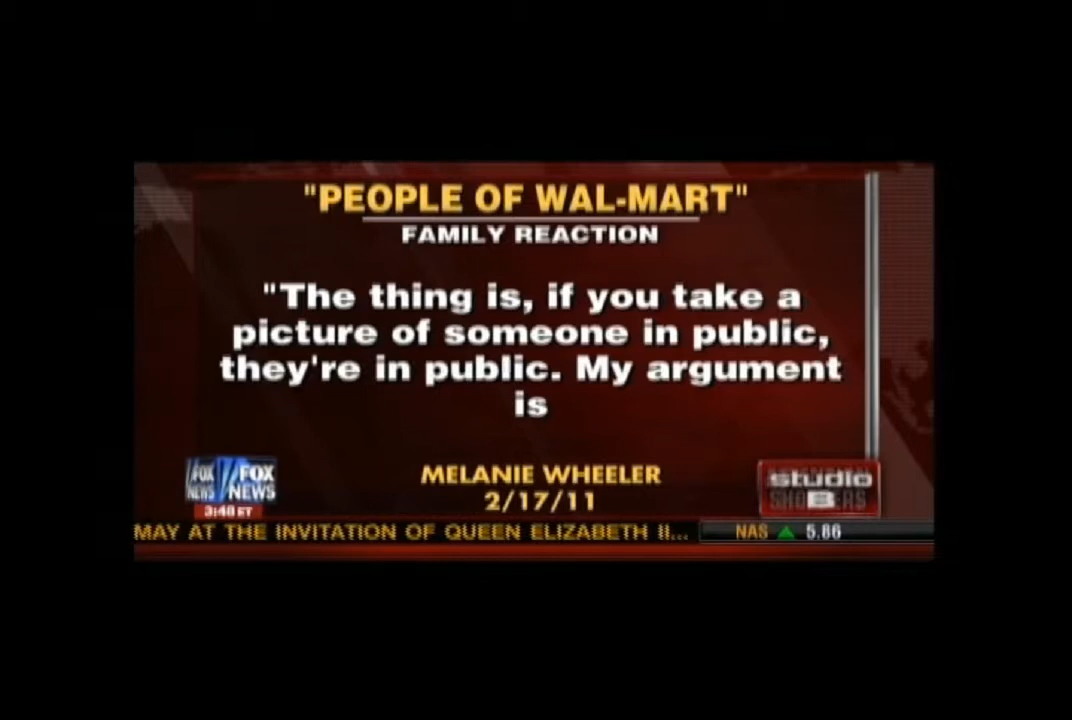 "PEOPLE OF WAL-MART"
FAMILY REACTION
"The thing is, if you take a
picture of someone in public,
they're in public. My argument
is
FOX NEWS
FOX NEWS
3:48 ET
MELANIE WHEELER
2/17/11
studio
B
MAY AT THE INVITATION OF QUEEN ELIZABETH II...
NAS ▲ 5.86